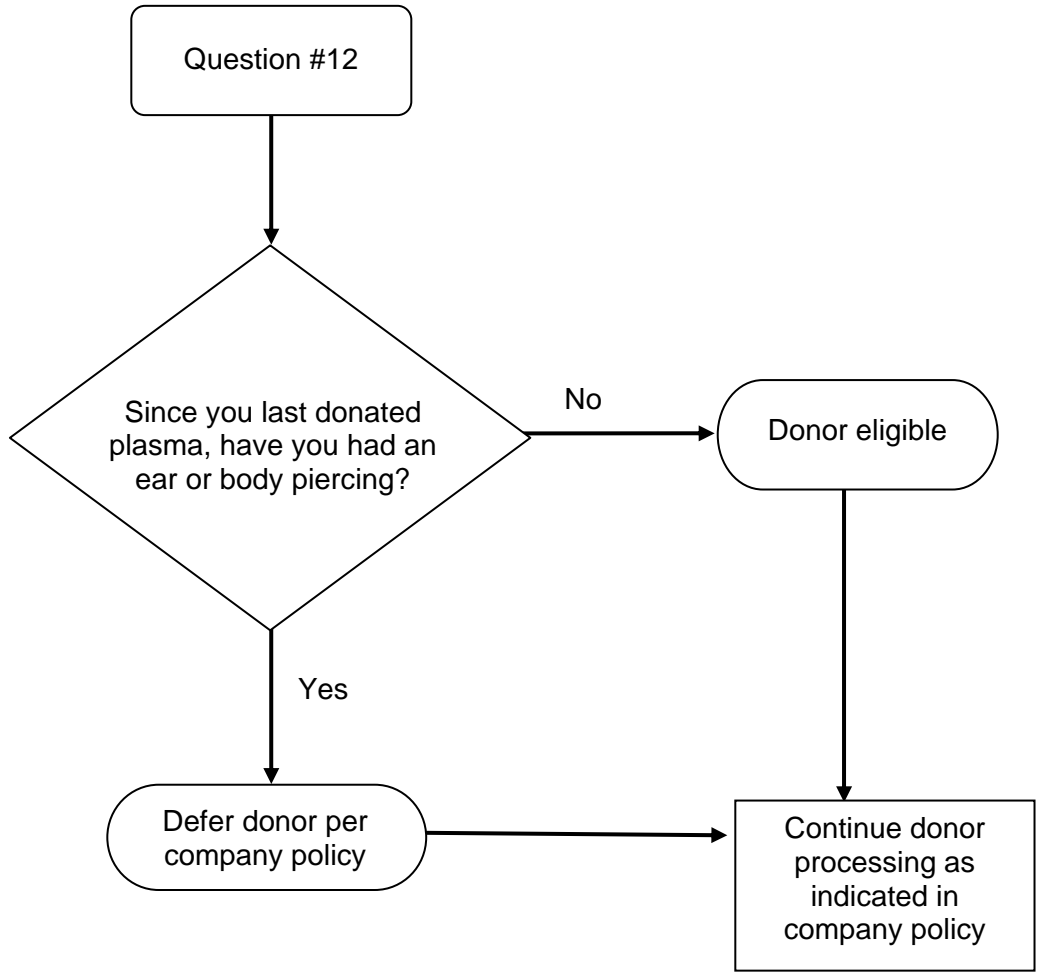 Question #12
Since you last donated
plasma, have you had an
ear or body piercing?
No
Donor eligible
Yes
Defer donor per
company policy
Continue donor
processing as
indicated in
company policy